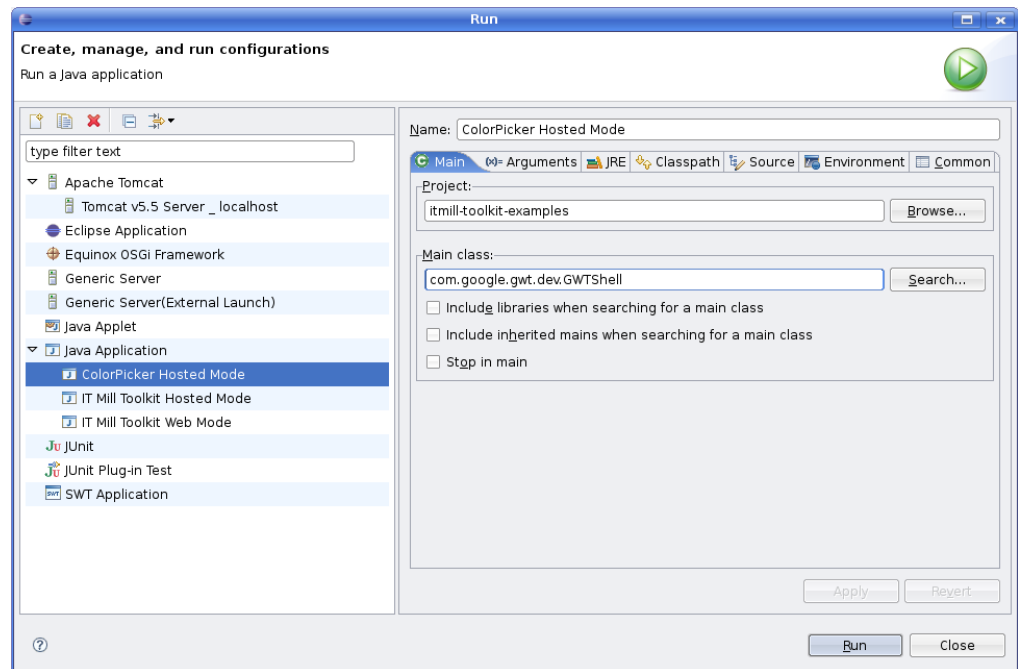 Run
Create, manage, and run configurations
Run a Java application
type filter text
Apache Tomcat
Tomcat v5.5 Server _ localhost
Eclipse Application
Equinox OSGi Framework
Generic Server
Generic Server(External Launch)
Java Applet
Java Application
ColorPicker Hosted Mode
IT Mill Toolkit Hosted Mode
IT Mill Toolkit Web Mode
JUnit
JUnit Plug-in Test
SWT Application
Name: ColorPicker Hosted Mode
Main (x)= Arguments JRE Classpath Source Environment Common
Project:
itmill-toolkit-examples Browse...
Main class:
com.google.gwt.dev.GWTShell Search...
Include libraries when searching for a main class
Include inherited mains when searching for a main class
Stop in main
Apply Revert
Run Close